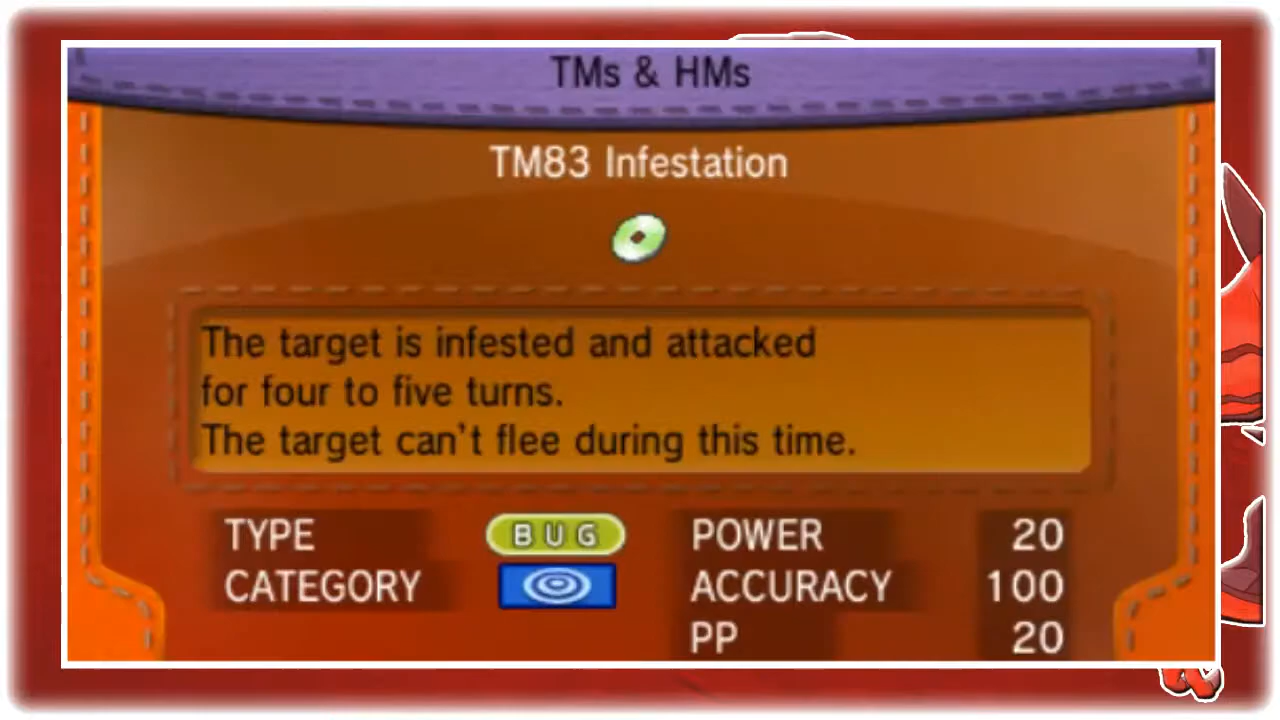 TMs & HMs
TM83 Infestation
The target is infested and attacked
for four to five turns.
The target can't flee during this time.
TYPE BUG POWER 20
CATEGORY ACCURACY 100
PP 20